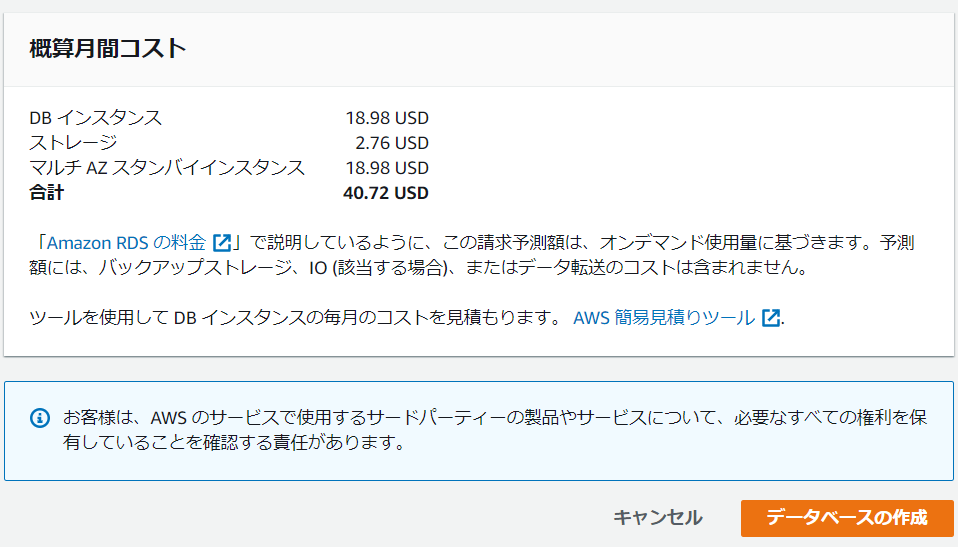 概算月間コスト
DB インスタンス 18.98 USD
ストレージ 2.76 USD
マルチ AZ スタンバイインスタンス 18.98 USD
合計 40.72 USD
「Amazon RDS の料金 」で説明しているように、この請求予測額は、オンデマンド使用量に基づきます。予測
額には、バックアップストレージ、IO (該当する場合)、またはデータ転送のコストは含まれません。
ツールを使用して DB インスタンスの毎月のコストを見積もります。 AWS 簡易見積りツール .
お客様は、AWS のサービスで使用するサードパーティーの製品やサービスについて、必要なすべての権利を保
有していることを確認する責任があります。
キャンセル データベースの作成